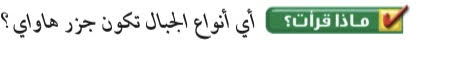 ماذا قرأت؟ أي أنواع الجبال تكون جزر هاواي؟